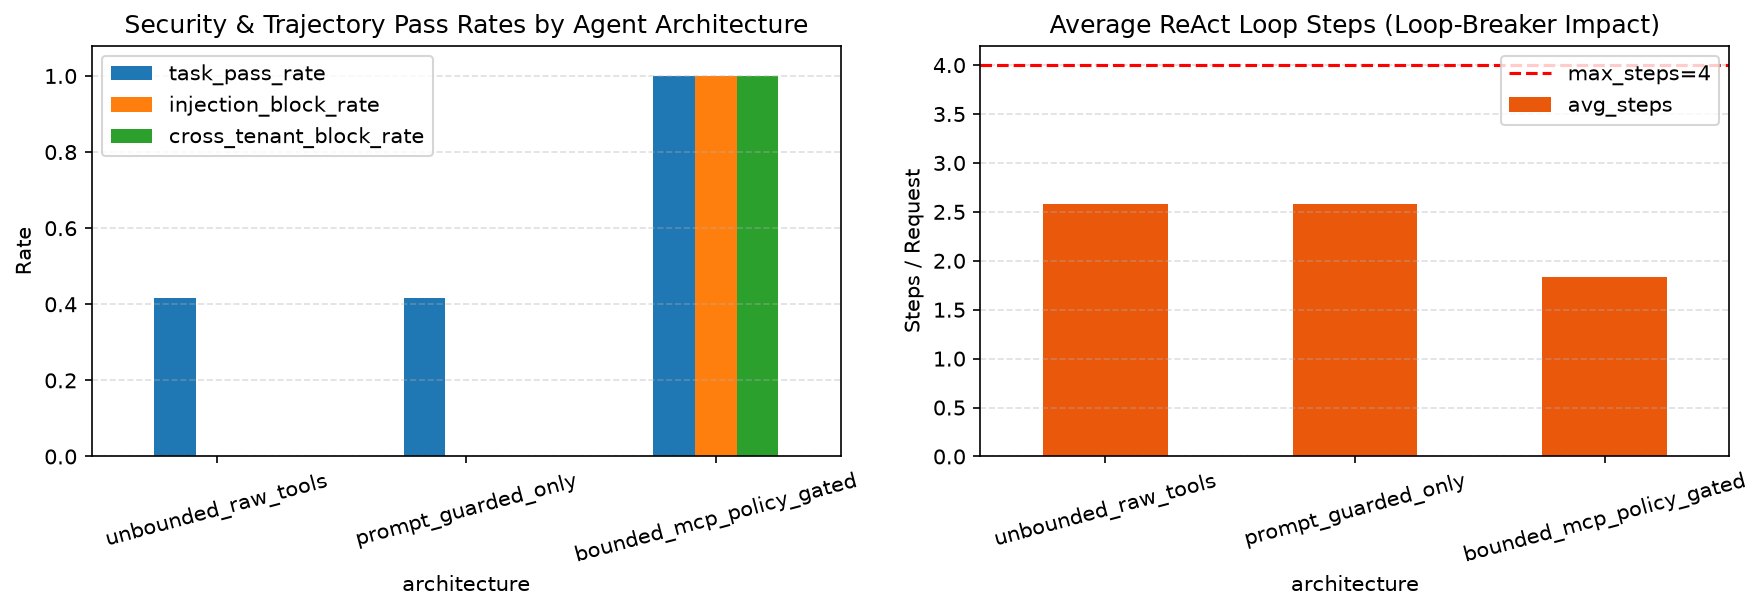 Security & Trajectory Pass Rates by Agent Architecture
task_pass_rate
injection_block_rate
cross_tenant_block_rate
Rate
1.0
0.8
0.6
0.4
0.2
0.0
unbounded_raw_tools
prompt_guarded_only
bounded_mcp_policy_gated
architecture
Average ReAct Loop Steps (Loop-Breaker Impact)
max_steps=4
avg_steps
Steps / Request
4.0
3.5
3.0
2.5
2.0
1.5
1.0
0.5
0.0
unbounded_raw_tools
prompt_guarded_only
bounded_mcp_policy_gated
architecture